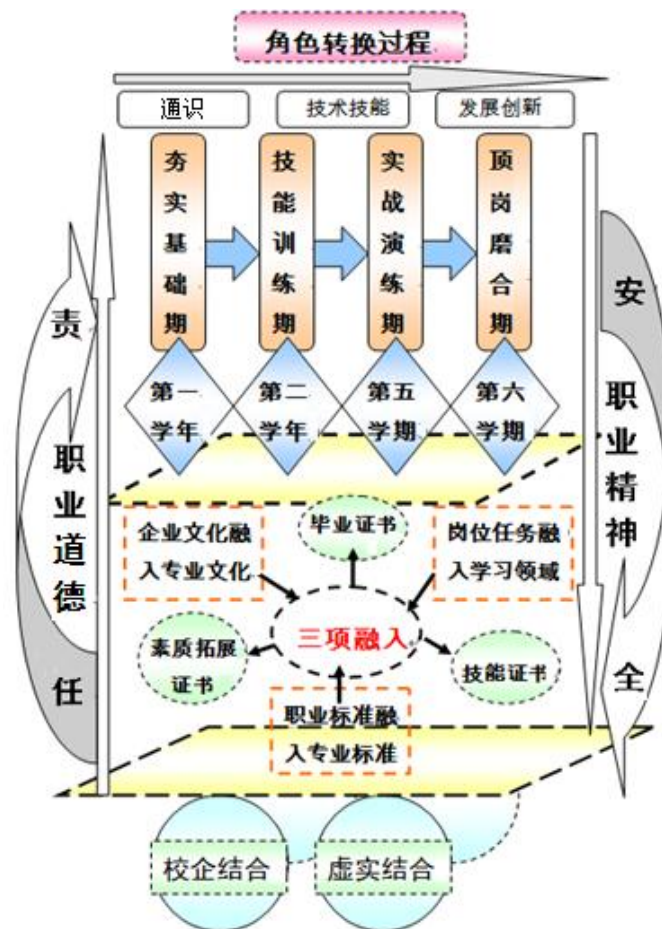 角色转换过程
通识
技术技能
发展创新
夯实基础期
技能训练期
实战演练期
顶岗磨合期
第一
学年
第二
学年
第五
学期
第六
学期
责
任
职业道德
安
全
职业精神
企业文化融
入专业文化
毕业证书
岗位任务融
入学习领域
三项融入
素质拓展
证书
技能证书
职业标准融
入专业标准
校企结合
虚实结合